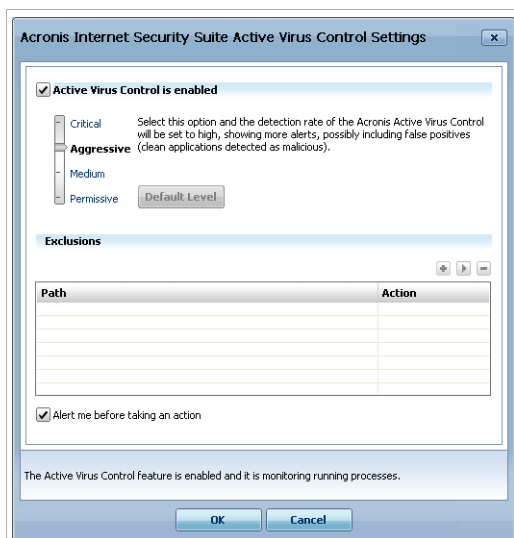 Acronis Internet Security Suite Active Virus Control Settings
Active Virus Control is enabled
Critical
Aggressive
Medium
Permissive
Select this option and the detection rate of the Acronis Active Virus Control
will be set to high, showing more alerts, possibly including false positives
(clean applications detected as malicious).
Default Level
Exclusions
Path Action
Alert me before taking an action
The Active Virus Control feature is enabled and it is monitoring running processes.
OK Cancel